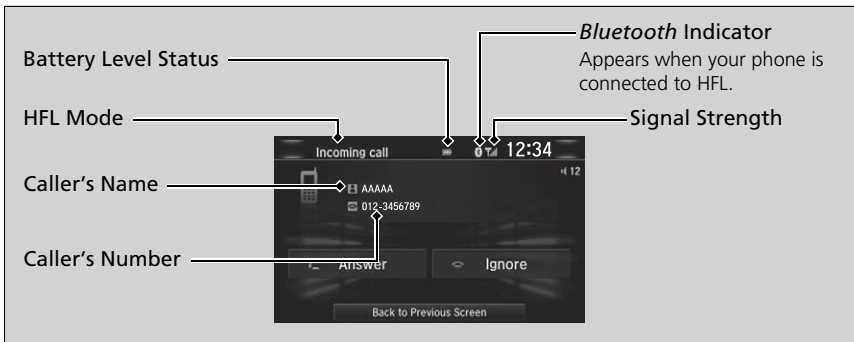 Battery Level Status
Bluetooth Indicator
Appears when your phone is
connected to HFL.
HFL Mode
Signal Strength
Incoming call
12:34
12
Caller's Name
AAAAA
012-3456789
Caller's Number
Answer
Ignore
Back to Previous Screen